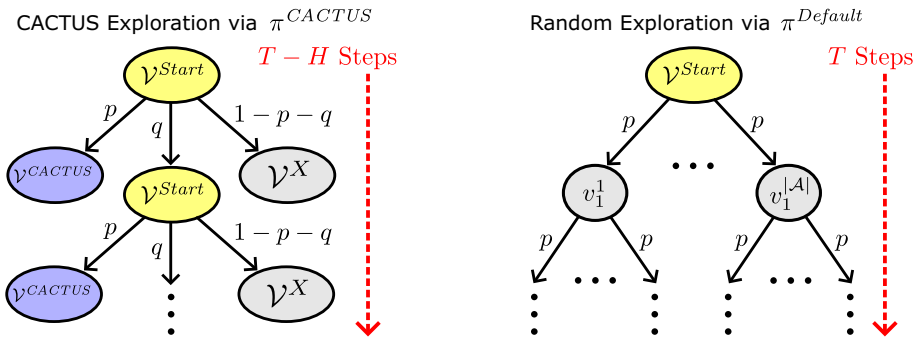 CACTUS Exploration via π^{CACTUS}
T − H Steps
𝒱^{Start}
p
q
1 − p − q
𝒱^{CACTUS}
𝒱^{Start}
𝒱^X
p
q
1 − p − q
𝒱^{CACTUS}
𝒱^X
Random Exploration via π^{Default}
T Steps
𝒱^{Start}
p
p
v_1^1
v_1^{|𝒜|}
p
p
p
p